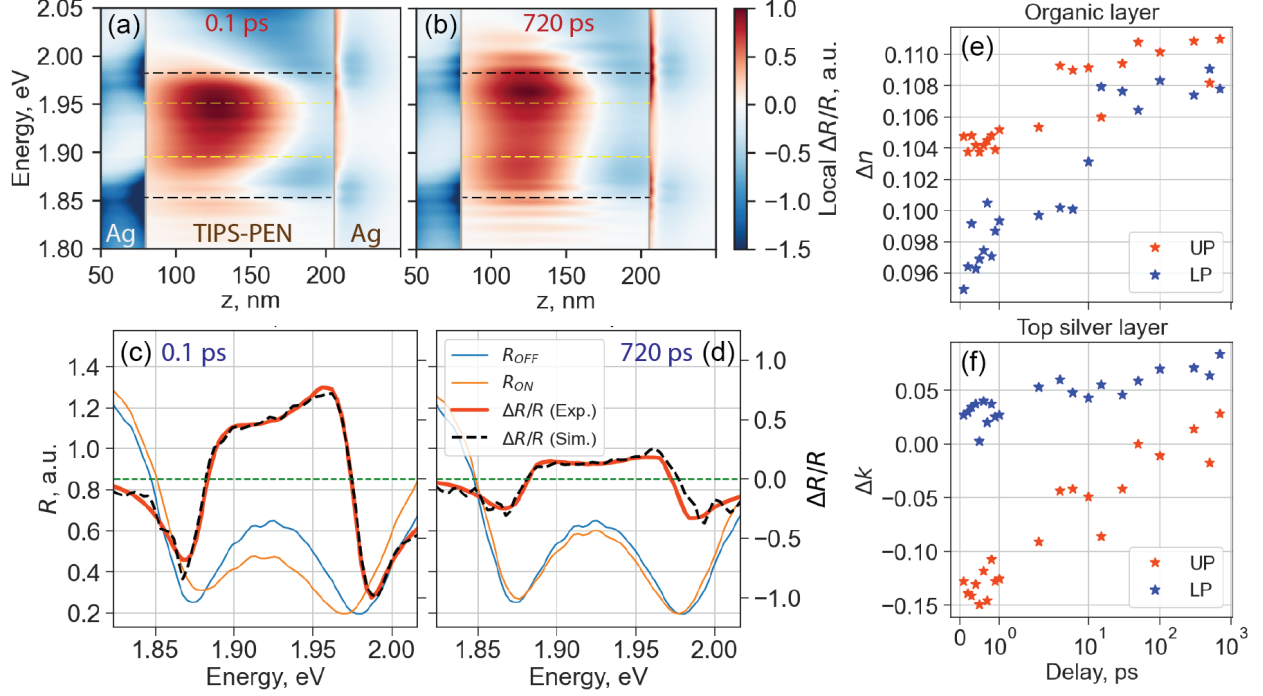 (a) 0.1 ps
(b) 720 ps
Energy, eV
2.05
2.00
1.95
1.90
1.85
1.80
Ag TIPS-PEN Ag
50 100 150 200
50 100 150 200
z, nm
z, nm
1.0
0.5
0.0
−0.5
−1.0
−1.5
Local ΔR/R, a.u.
(c) 0.1 ps
720 ps (d)
R_OFF
R_ON
ΔR/R (Exp.)
ΔR/R (Sim.)
R, a.u.
1.4
1.2
1.0
0.8
0.6
0.4
0.2
1.0
0.5
0.0
−0.5
−1.0
ΔR/R
1.85 1.90 1.95 2.00
1.85 1.90 1.95 2.00
Energy, eV
Energy, eV
Organic layer
(e)
Δn
0.110
0.108
0.106
0.104
0.102
0.100
0.098
0.096
UP
LP
Top silver layer
(f)
Δk
0.05
0.00
−0.05
−0.10
−0.15
UP
LP
0 10⁰ 10¹ 10² 10³
Delay, ps